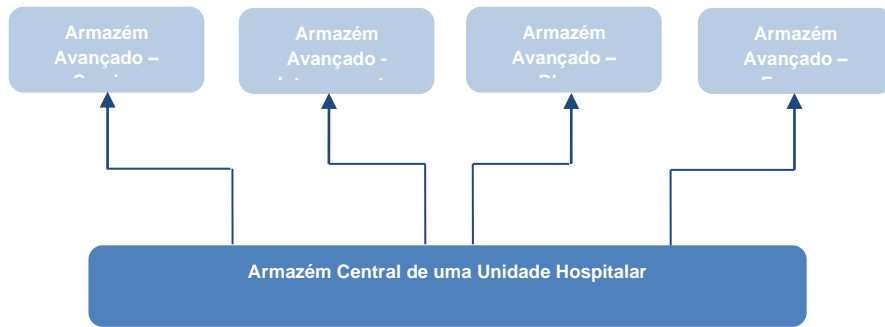 Armazém
Avançado –
Armazém
Avançado -
Armazém
Avançado –
Armazém
Avançado –
Armazém Central de uma Unidade Hospitalar